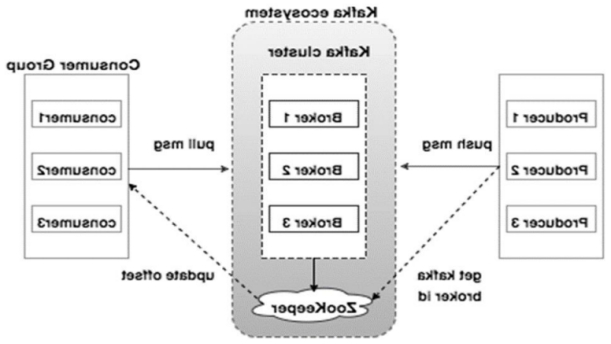 Kafka ecosystem
Kafka cluster
Consumer Group
consumer1
consumer2
consumer3
pull msg
update offset
Broker 1
Broker 2
Broker 3
ZooKeeper
push msg
get kafka
broker id
Producer 1
Producer 2
Producer 3